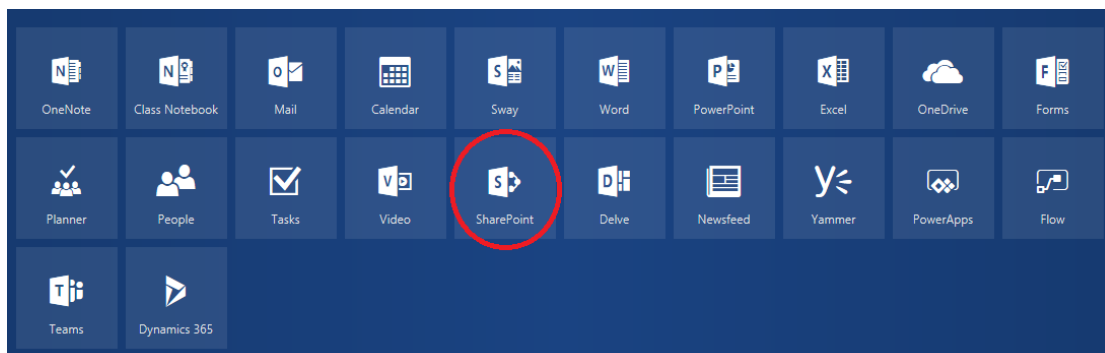 OneNote Class Notebook Mail Calendar Sway Word PowerPoint Excel OneDrive Forms
Planner People Tasks Video SharePoint Delve Newsfeed Yammer PowerApps Flow
Teams Dynamics 365